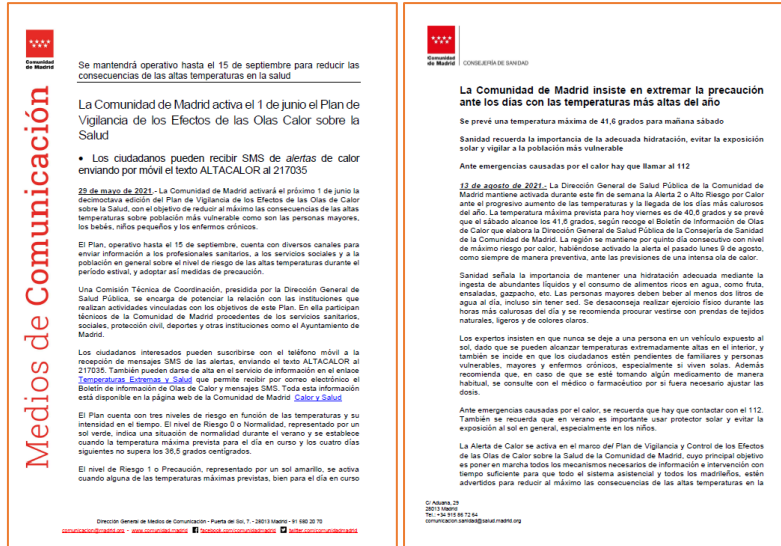 Comunidad
de Madrid
Medios de Comunicación
Se mantendrá operativo hasta el 15 de septiembre para reducir las
consecuencias de las altas temperaturas en la salud
La Comunidad de Madrid activa el 1 de junio el Plan de
Vigilancia de los Efectos de las Olas Calor sobre la
Salud
• Los ciudadanos pueden recibir SMS de alertas de calor
enviando por móvil el texto ALTACALOR al 217035
29 de mayo de 2021.- La Comunidad de Madrid activará el próximo 1 de junio la
decimoctava edición del Plan de Vigilancia de los Efectos de las Olas de Calor
sobre la Salud, con el objetivo de reducir al máximo las consecuencias de las altas
temperaturas sobre población más vulnerable como son las personas mayores,
los bebés, niños pequeños y los enfermos crónicos.
El Plan, operativo hasta el 15 de septiembre, cuenta con diversos canales para
enviar información a los profesionales sanitarios, a los servicios sociales y a la
población en general sobre el nivel de riesgo de las altas temperaturas durante el
período estival, y adoptar así medidas de precaución.
Una Comisión Técnica de Coordinación, presidida por la Dirección General de
Salud Pública, se encarga de potenciar la relación con las instituciones que
realizan actividades vinculadas con los objetivos de este Plan. En ella participan
técnicos de la Comunidad de Madrid procedentes de los servicios sanitarios,
sociales, protección civil, deportes y otras instituciones como el Ayuntamiento de
Madrid.
Los ciudadanos interesados pueden suscribirse con el teléfono móvil a la
recepción de mensajes SMS de las alertas, enviando el texto ALTACALOR al
217035. También pueden darse de alta en el servicio de información en el enlace
Temperaturas Extremas y Salud que permite recibir por correo electrónico el
Boletín de información de Olas de Calor y mensajes SMS. Toda esta información
está disponible en la página web de la Comunidad de Madrid Calor y Salud
El Plan cuenta con tres niveles de riesgo en función de las temperaturas y su
intensidad en el tiempo. El nivel de Riesgo 0 o Normalidad, representado por un
sol verde, indica una situación de normalidad durante el verano y se establece
cuando la temperatura máxima prevista para el día en curso y los cuatro días
siguientes no supera los 36,5 grados centígrados.
El nivel de Riesgo 1 o Precaución, representado por un sol amarillo, se activa
cuando alguna de las temperaturas máximas previstas, bien para el día en curso
Dirección General de Medios de Comunicación - Puerta del Sol, 7. - 28013 Madrid - 91 580 20 70
comunicacion@madrid.org - www.comunidad.madrid facebook.com/comunidadmadrid twitter.com/comunidadmadrid
Comunidad
de Madrid
CONSEJERÍA DE SANIDAD
La Comunidad de Madrid insiste en extremar la precaución
ante los días con las temperaturas más altas del año
Se prevé una temperatura máxima de 41,6 grados para mañana sábado
Sanidad recuerda la importancia de la adecuada hidratación, evitar la exposición
solar y vigilar a la población más vulnerable
Ante emergencias causadas por el calor hay que llamar al 112
13 de agosto de 2021.- La Dirección General de Salud Pública de la Comunidad de
Madrid mantiene activada durante este fin de semana la Alerta 2 o Alto Riesgo por Calor
ante el progresivo aumento de las temperaturas y la llegada de los días más calurosos
del año. La temperatura máxima prevista para hoy viernes es de 40,6 grados y se prevé
que el sábado alcance los 41,6 grados, según recoge el Boletín de Información de Olas
de Calor que elabora la Dirección General de Salud Pública de la Consejería de Sanidad
de la Comunidad de Madrid. La región se mantiene por quinto día consecutivo con nivel
de máximo riesgo por calor, habiéndose activado la alerta el pasado lunes 9 de agosto,
como siempre de manera preventiva, ante las previsiones de una intensa ola de calor.
Sanidad señala la importancia de mantener una hidratación adecuada mediante la
ingesta de abundantes líquidos y el consumo de alimentos ricos en agua, como fruta,
ensaladas, gazpacho, etc. Las personas mayores deben beber al menos dos litros de
agua al día, incluso sin tener sed. Se desaconseja realizar ejercicio físico durante las
horas más calurosas del día y se recomienda procurar vestirse con prendas de tejidos
naturales, ligeros y de colores claros.
Los expertos insisten en que nunca se deje a una persona en un vehículo expuesto al
sol, dado que se pueden alcanzar temperaturas extremadamente altas en el interior, y
también se incide en que los ciudadanos estén pendientes de familiares y personas
vulnerables, mayores y enfermos crónicos, especialmente si viven solas. Además
recomienda que, en caso de que se esté tomando algún medicamento de manera
habitual, se consulte con el médico o farmacéutico por si fuera necesario ajustar las
dosis.
Ante emergencias causadas por el calor, se recuerda que hay que contactar con el 112.
También se recuerda que en verano es importante usar protector solar y evitar la
exposición al sol en general, especialmente en los niños.
La Alerta de Calor se activa en el marco del Plan de Vigilancia y Control de los Efectos
de las Olas de Calor sobre la Salud de la Comunidad de Madrid, cuyo principal objetivo
es poner en marcha todos los mecanismos necesarios de información e intervención con
tiempo suficiente para que todo el sistema asistencial y todos los madrileños, estén
advertidos para reducir al máximo las consecuencias de las altas temperaturas en la
C/ Aduana, 29
28013 Madrid
Tel.: +34 915 86 72 64
comunicacion.sanidad@salud.madrid.org